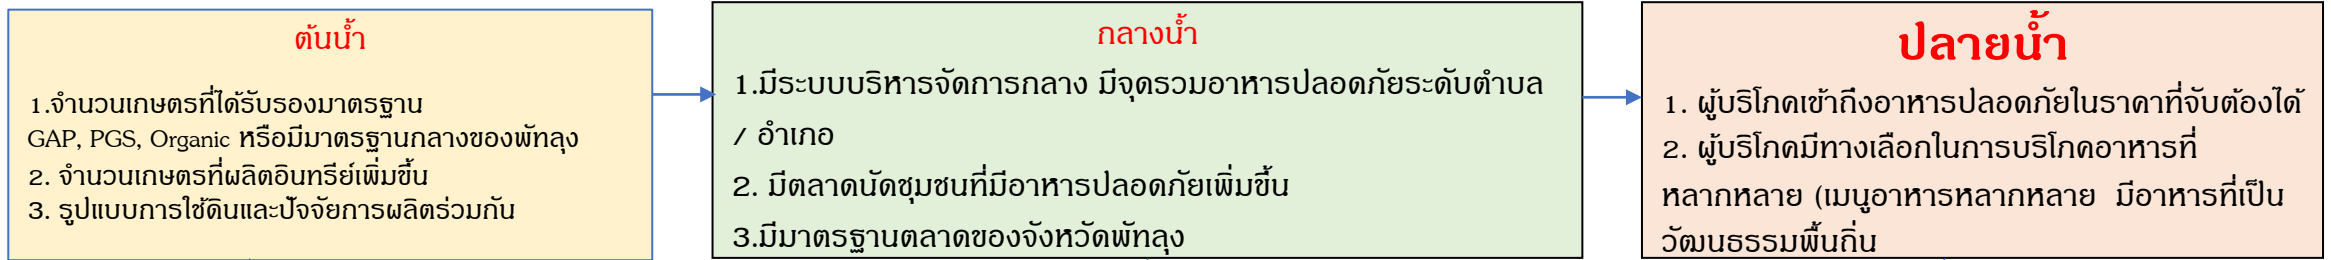 ต้นน้ำ
1.จำนวนเกษตรที่ได้รับรองมาตรฐาน
GAP, PGS, Organic หรือมีมาตรฐานกลางของพัทลุง
2. จำนวนเกษตรที่ผลิตอินทรีย์เพิ่มขึ้น
3. รูปแบบการใช้ดินและปัจจัยการผลิตร่วมกัน
กลางน้ำ
1.มีระบบบริหารจัดการกลาง มีจุดรวมอาหารปลอดภัยระดับตำบล
/ อำเภอ
2. มีตลาดนัดชุมชนที่มีอาหารปลอดภัยเพิ่มขึ้น
3.มีมาตรฐานตลาดของจังหวัดพัทลุง
ปลายน้ำ
1. ผู้บริโภคเข้าถึงอาหารปลอดภัยในราคาที่จับต้องได้
2. ผู้บริโภคมีทางเลือกในการบริโภคอาหารที่
หลากหลาย (เมนูอาหารหลากหลาย มีอาหารที่เป็น
วัฒนธรรมพื้นถิ่น